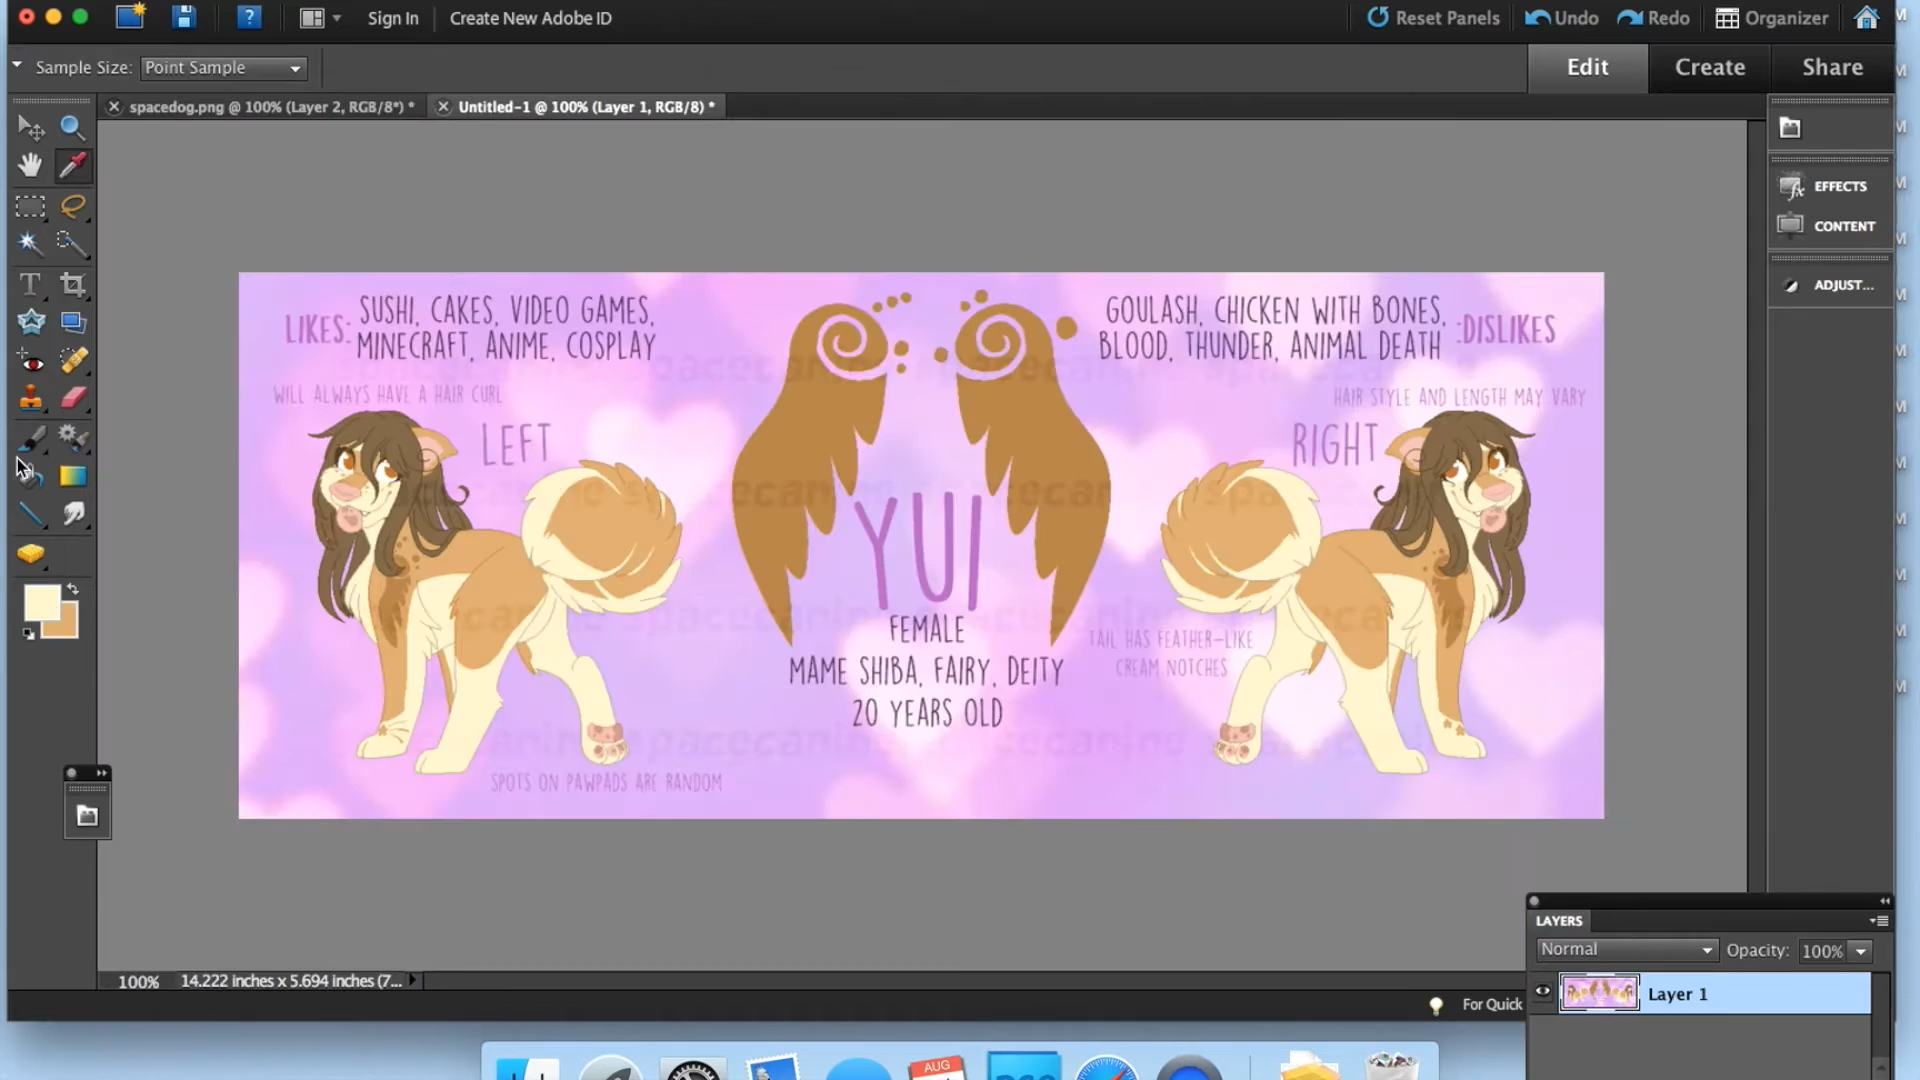 Sign In
Create New Adobe ID
Reset Panels
Undo
Redo
Organizer
Sample Size:
Point Sample
Edit
Create
Share
spacedog.png @ 100% (Layer 2, RGB/8*) *
Untitled-1 @ 100% (Layer 1, RGB/8) *
EFFECTS
CONTENT
ADJUST...
LIKES:
SUSHI, CAKES, VIDEO GAMES,
MINECRAFT, ANIME, COSPLAY
GOULASH, CHICKEN WITH BONES,
BLOOD, THUNDER, ANIMAL DEATH
:DISLIKES
WILL ALWAYS HAVE A HAIR CURL
HAIR STYLE AND LENGTH MAY VARY
LEFT
RIGHT
YUI
FEMALE
MAME SHIBA, FAIRY, DEITY
20 YEARS OLD
TAIL HAS FEATHER-LIKE
CREAM NOTCHES
SPOTS ON PAWPADS ARE RANDOM
100%
14.222 inches x 5.694 inches (7...
For Quick
LAYERS
Normal
Opacity:
100%
Layer 1
AUG